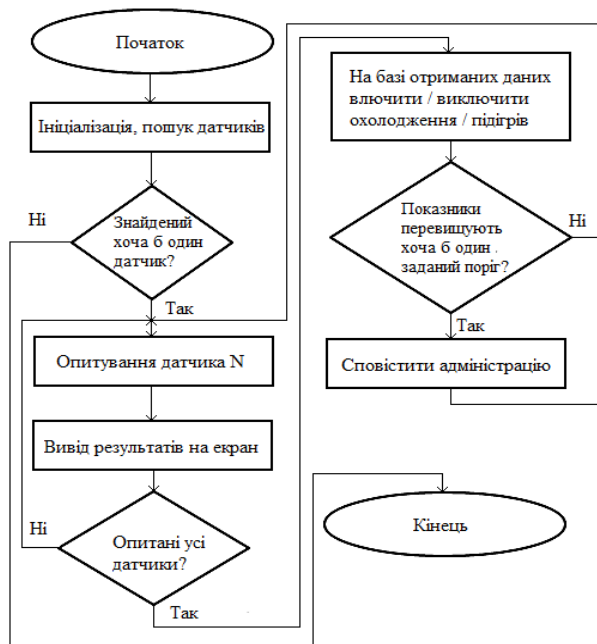 Початок
Ініціалізація, пошук датчиків
Ні
Знайдений
хоча б один
датчик?
Так
Опитування датчика N
Вивід результатів на екран
Ні
Опитані усі
датчики?
Так
На базі отриманих даних
влючити / виключити
охолодження / підігрів
Показники
перевищують
хоча б один .
заданий поріг?
Ні
Так
Сповістити адміністрацію
Кінець